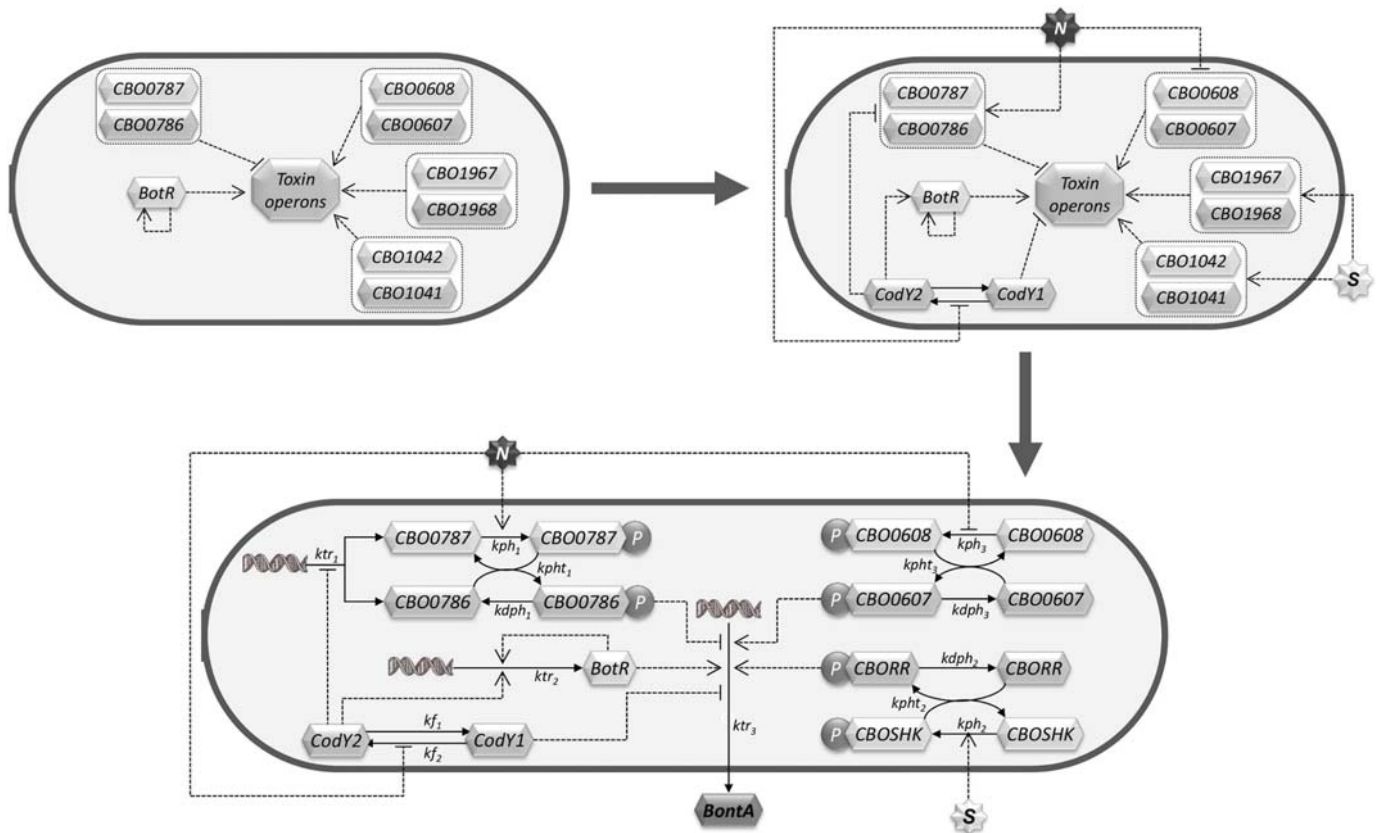 CBO0787
CBO0786
CBO0608
CBO0607
BotR
Toxin
operons
CBO1967
CBO1968
CBO1042
CBO1041
N
CBO0787
CBO0786
CBO0608
CBO0607
BotR
Toxin
operons
CBO1967
CBO1968
CBO1042
CBO1041
CodY2
CodY1
S
N
ktr1
CBO0787
kph1
CBO0787
P
kpht1
CBO0786
kdph1
CBO0786
P
P
CBO0608
kph3
CBO0608
kpht3
P
CBO0607
kdph3
CBO0607
ktr2
BotR
P
CBORR
kdph2
CBORR
kpht2
P
CBOSHK
kph2
CBOSHK
CodY2
kf1
kf2
CodY1
ktr3
BontA
S